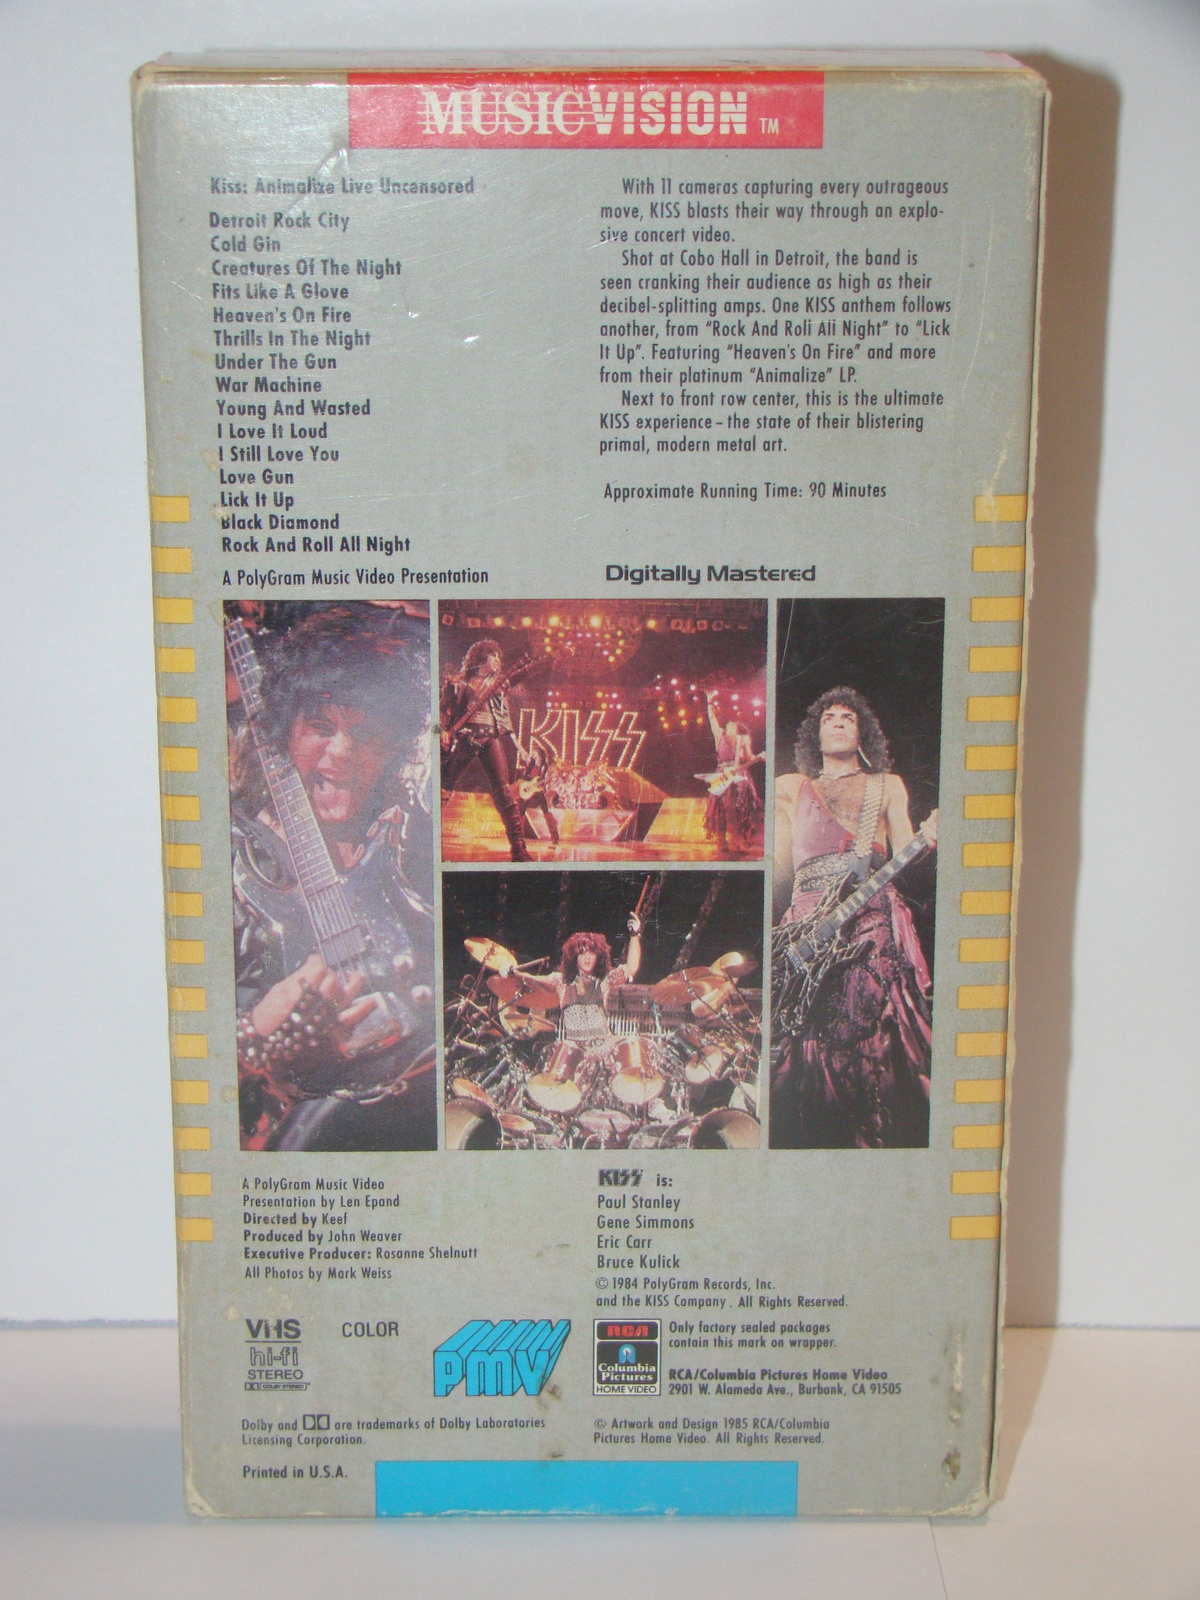 MUSICVISION TM
Kiss: Animalize Live Uncensored
Detroit Rock City
Cold Gin
Creatures Of The Night
Fits Like A Glove
Heaven's On Fire
Thrills In The Night
Under The Gun
War Machine
Young And Wasted
I Love It Loud
I Still Love You
Love Gun
Lick It Up
Black Diamond
Rock And Roll All Night
A PolyGram Music Video Presentation
With 11 cameras capturing every outrageous
move, KISS blasts their way through an explo-
sive concert video.
Shot at Cobo Hall in Detroit, the band is
seen cranking their audience as high as their
decibel-splitting amps. One KISS anthem follows
another, from "Rock And Roll All Night" to "Lick
It Up". Featuring "Heaven's On Fire" and more
from their platinum "Animalize" LP.
Next to front row center, this is the ultimate
KISS experience – the state of their blistering
primal, modern metal art.
Approximate Running Time: 90 Minutes
Digitally Mastered
KISS
A PolyGram Music Video
Presentation by Len Epand
Directed by Keef
Produced by John Weaver
Executive Producer: Rosanne Shelnutt
All Photos by Mark Weiss
KISS is:
Paul Stanley
Gene Simmons
Eric Carr
Bruce Kulick
© 1984 PolyGram Records, Inc.
and the KISS Company. All Rights Reserved.
VHS
hi-fi
STEREO
DOLBY STEREO
COLOR
PMV
RCA
Columbia
Pictures
HOME VIDEO
Only factory sealed packages
contain this mark on wrapper.
RCA/Columbia Pictures Home Video
2901 W. Alameda Ave., Burbank, CA 91505
Dolby and are trademarks of Dolby Laboratories
Licensing Corporation.
© Artwork and Design 1985 RCA/Columbia
Pictures Home Video. All Rights Reserved.
Printed in U.S.A.